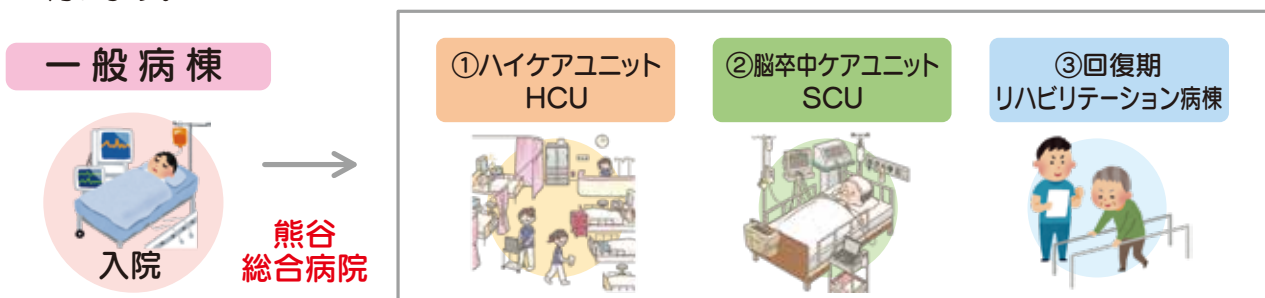 一般病棟
入院
熊谷
総合病院
①ハイケアユニット
HCU
②脳卒中ケアユニット
SCU
③回復期
リハビリテーション病棟